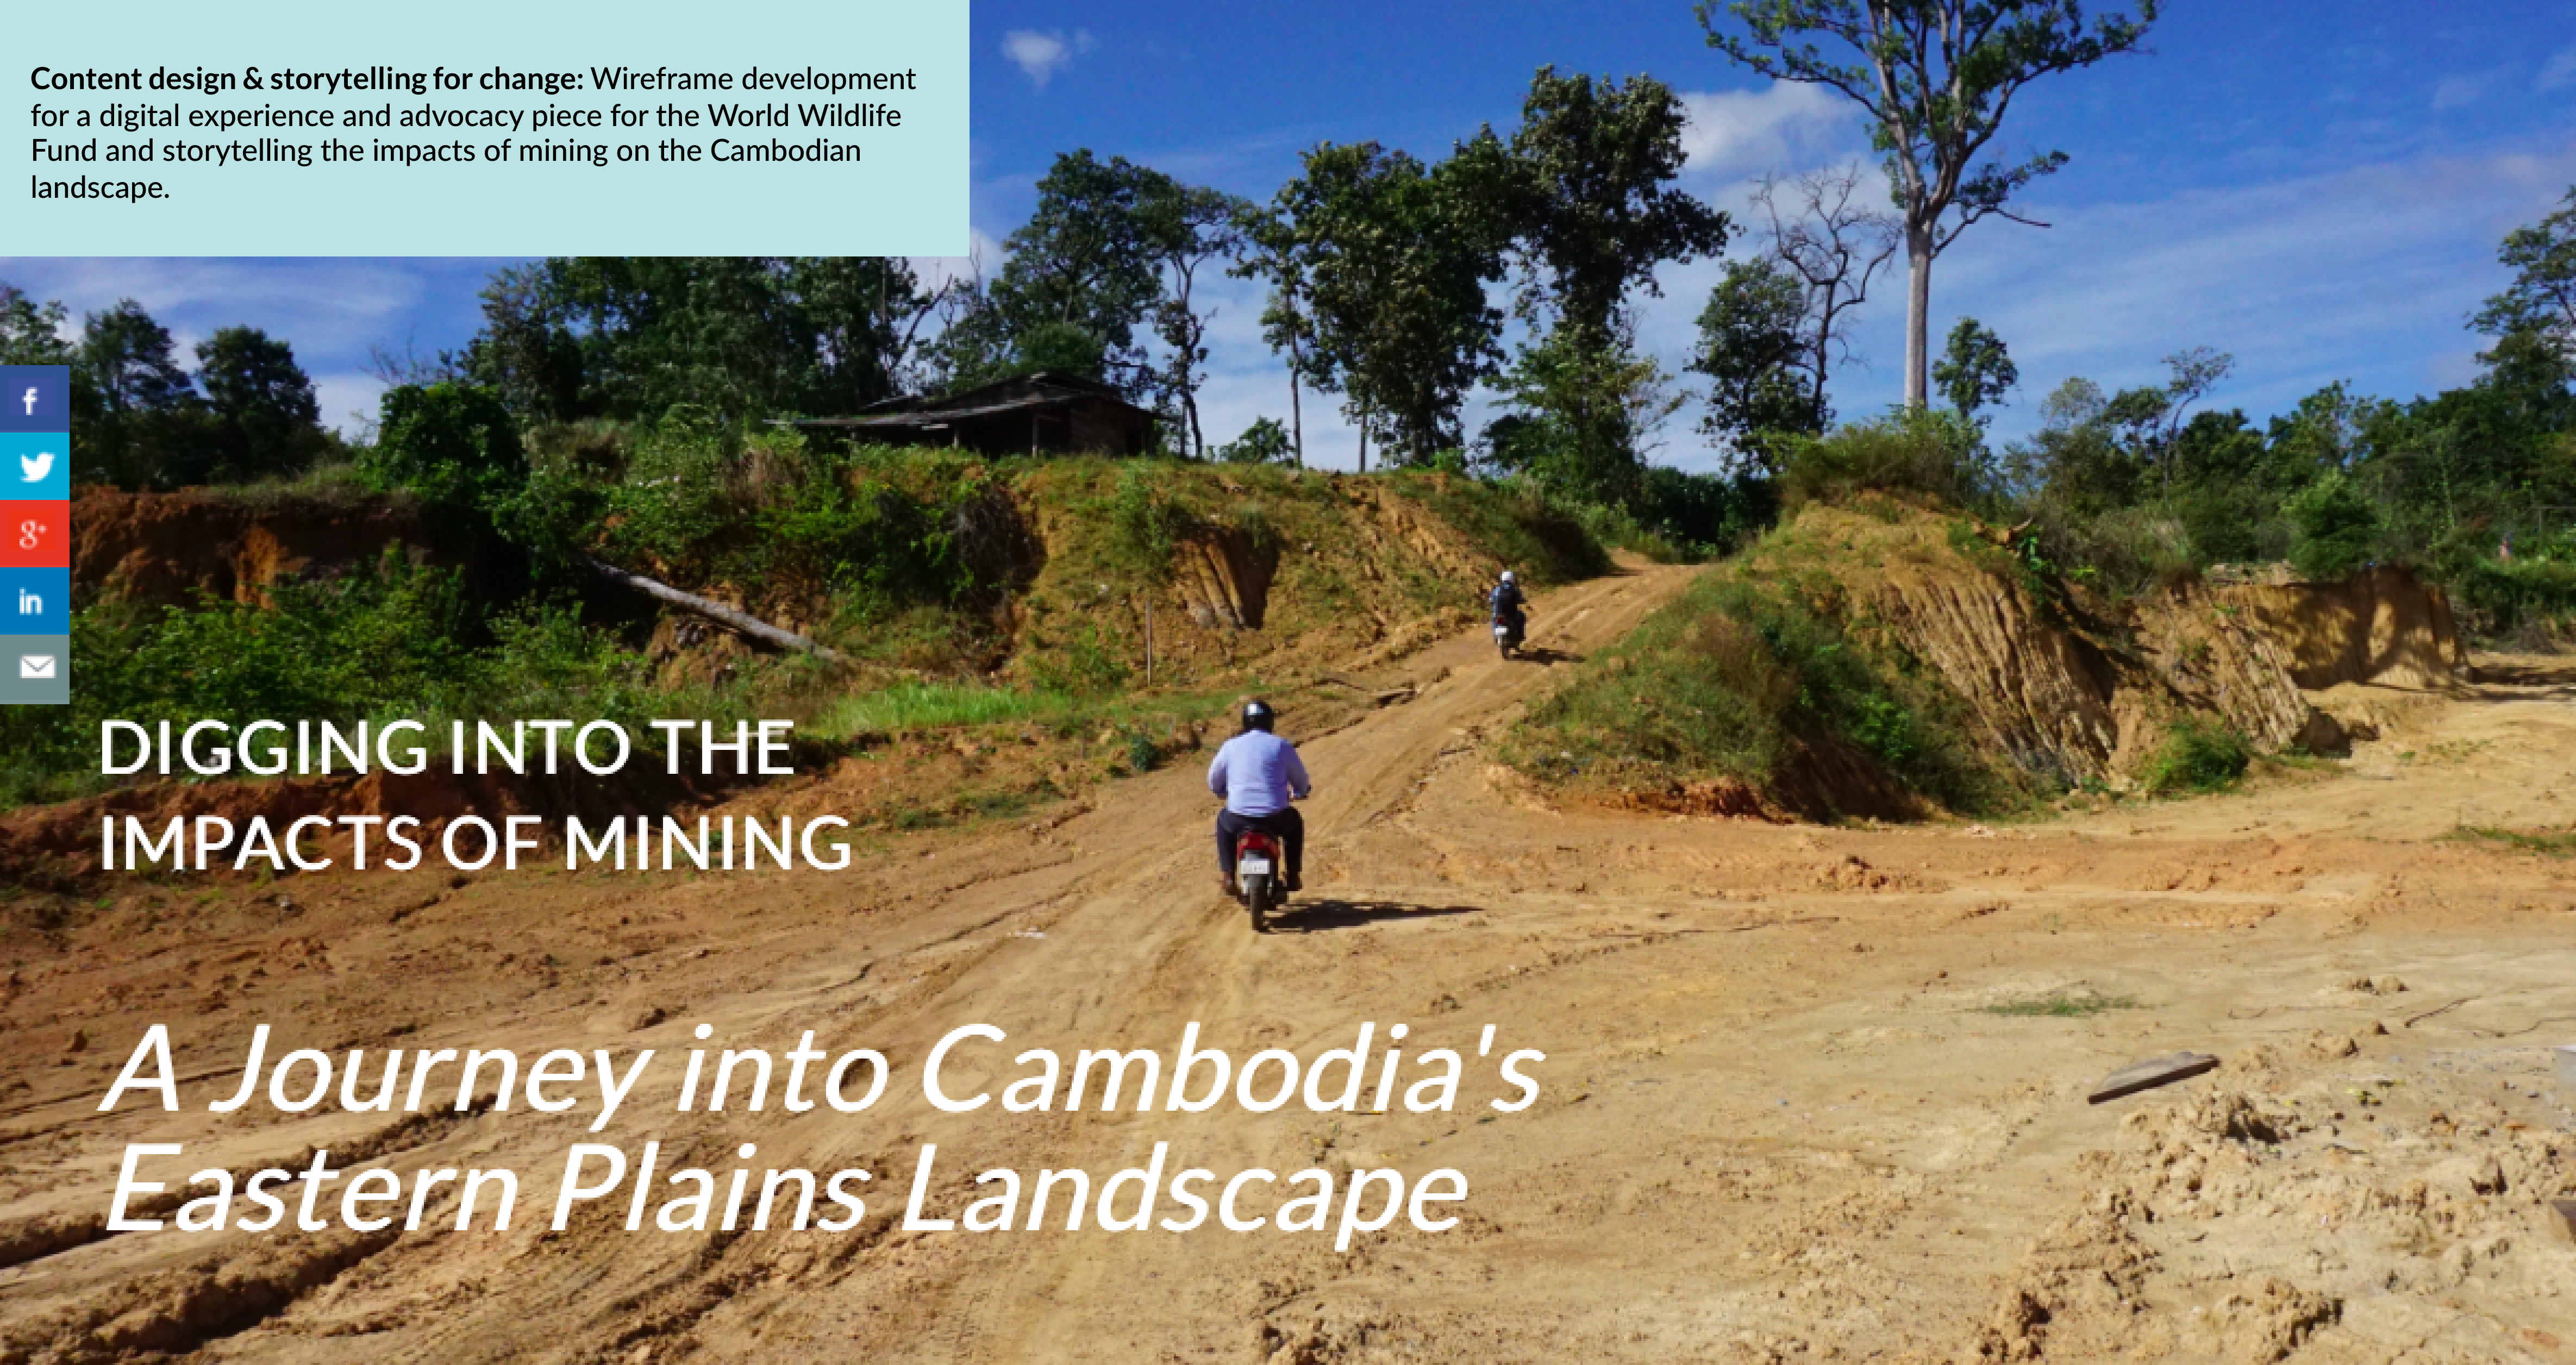 Content design & storytelling for change: Wireframe development
for a digital experience and advocacy piece for the World Wildlife
Fund and storytelling the impacts of mining on the Cambodian
landscape.
f
g+
in
DIGGING INTO THE
IMPACTS OF MINING
A Journey into Cambodia's
Eastern Plains Landscape